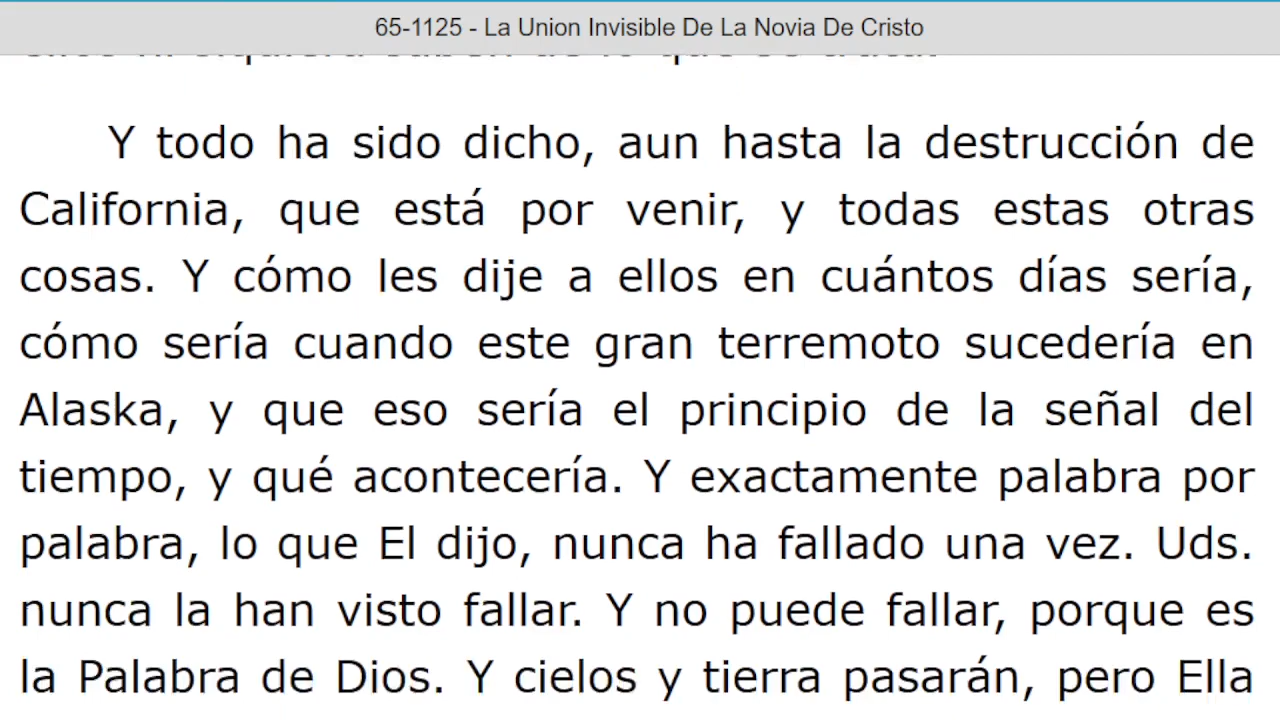 65-1125 - La Union Invisible De La Novia De Cristo
Y todo ha sido dicho, aun hasta la destrucción de
California, que está por venir, y todas estas otras
cosas. Y cómo les dije a ellos en cuántos días sería,
cómo sería cuando este gran terremoto sucedería en
Alaska, y que eso sería el principio de la señal del
tiempo, y qué acontecería. Y exactamente palabra por
palabra, lo que El dijo, nunca ha fallado una vez. Uds.
nunca la han visto fallar. Y no puede fallar, porque es
la Palabra de Dios. Y cielos y tierra pasarán, pero Ella